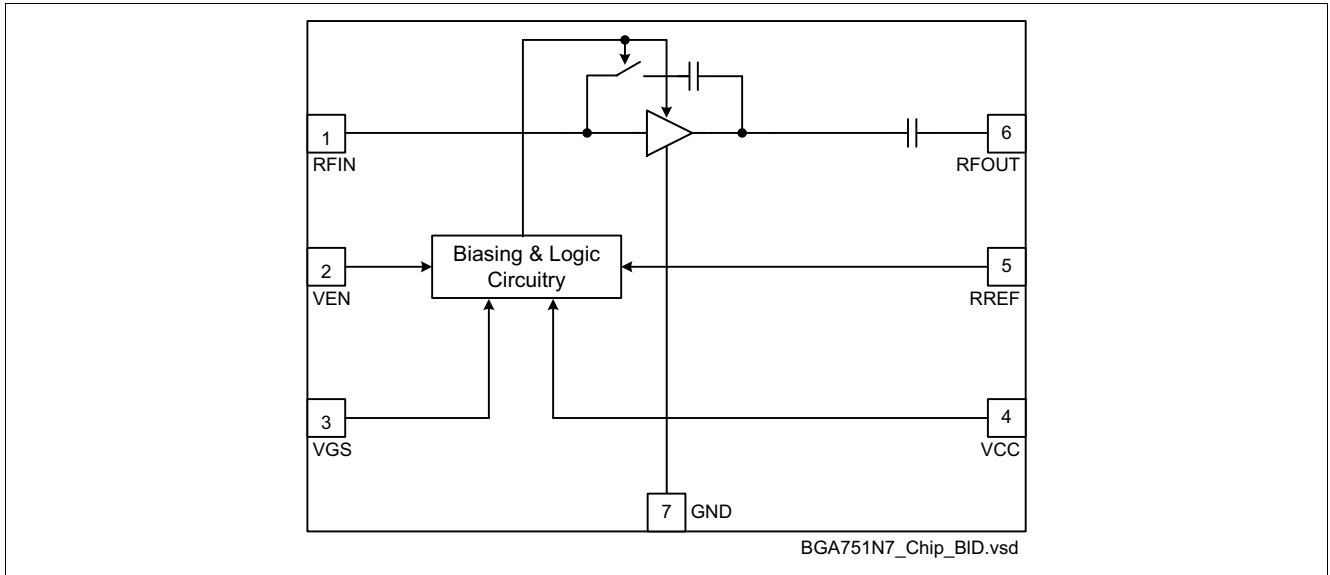 1
RFIN
6
RFOUT
Biasing & Logic
Circuitry
2
VEN
5
RREF
3
VGS
4
VCC
7 GND
BGA751N7_Chip_BID.vsd